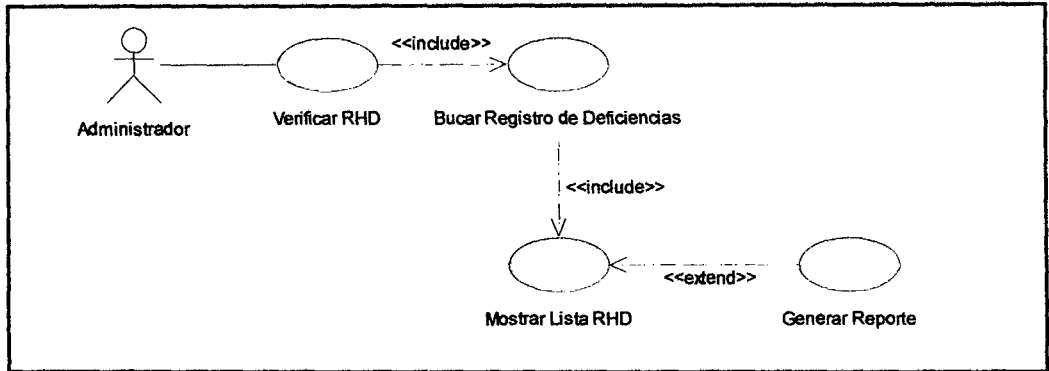 <<include>>
Administrador
Verificar RHD
Bucar Registro de Deficiencias
<<include>>
<<extend>>
Mostrar Lista RHD
Generar Reporte